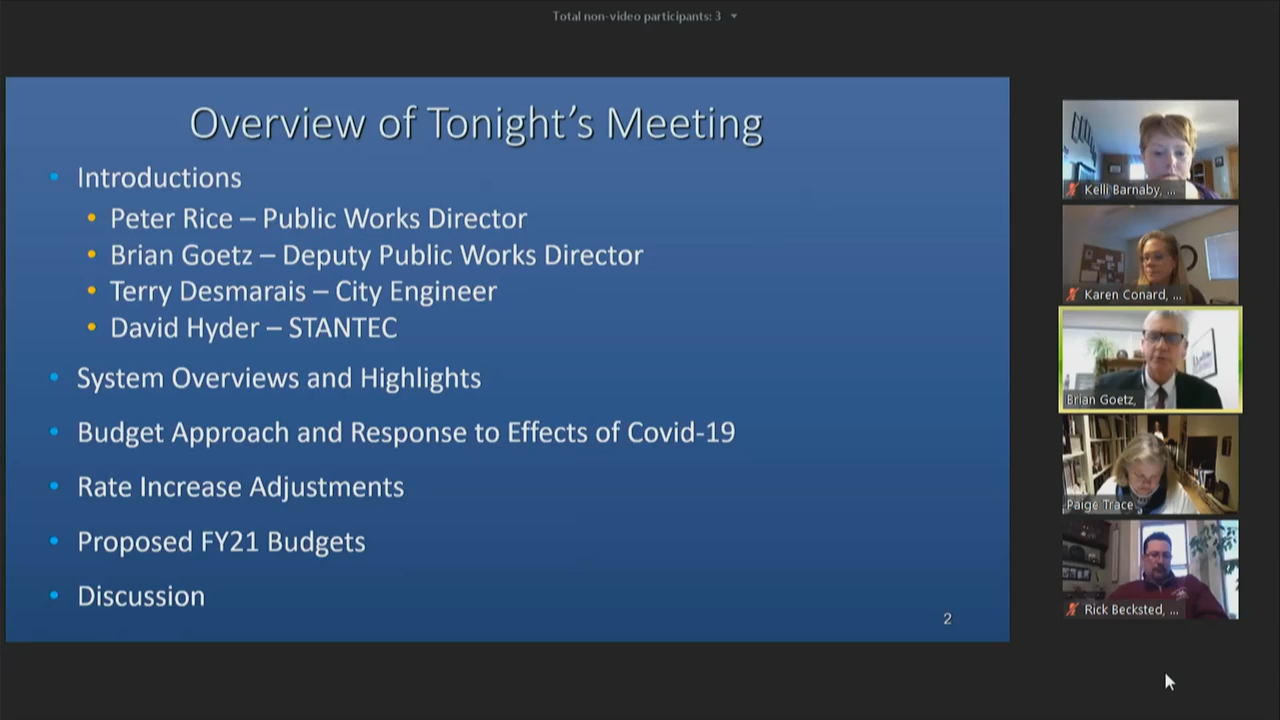 Total non-video participants: 3
Overview of Tonight's Meeting
• Introductions
• Peter Rice – Public Works Director
• Brian Goetz – Deputy Public Works Director
• Terry Desmarais – City Engineer
• David Hyder – STANTEC
• System Overviews and Highlights
• Budget Approach and Response to Effects of Covid-19
• Rate Increase Adjustments
• Proposed FY21 Budgets
• Discussion
2
Kelli Barnaby, ...
Karen Conard, ...
Brian Goetz,
Paige Trace
Rick Becksted, ...